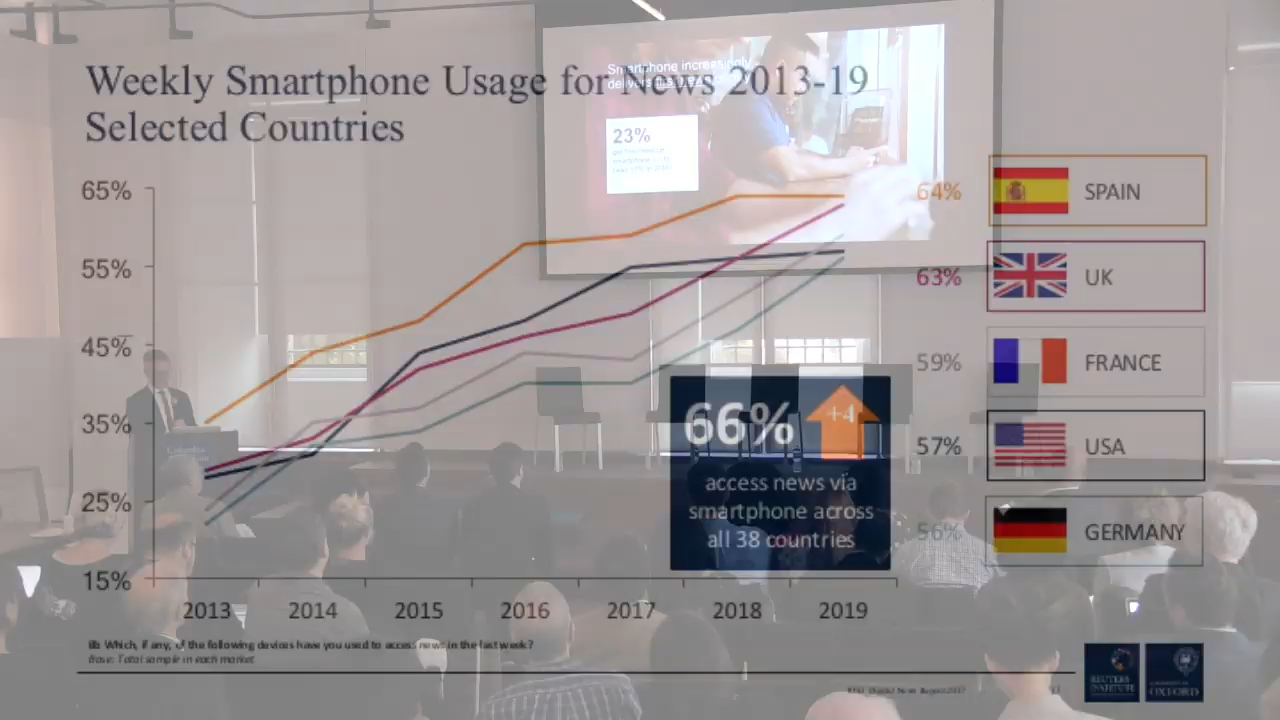 Weekly Smartphone Usage for News 2013-19
Selected Countries
Smartphone increasingly
delivers
23%
65%
55%
45%
35%
25%
15%
2013 2014 2015 2016 2017 2018 2019
64% SPAIN
63% UK
59% FRANCE
57% USA
56% GERMANY
66% +4
access news via
smartphone across
all 38 countries
Which, if any, of the following devices have you used to access news in the last week?
Base: Total sample in each market
REUTERS
INSTITUTE
OXFORD